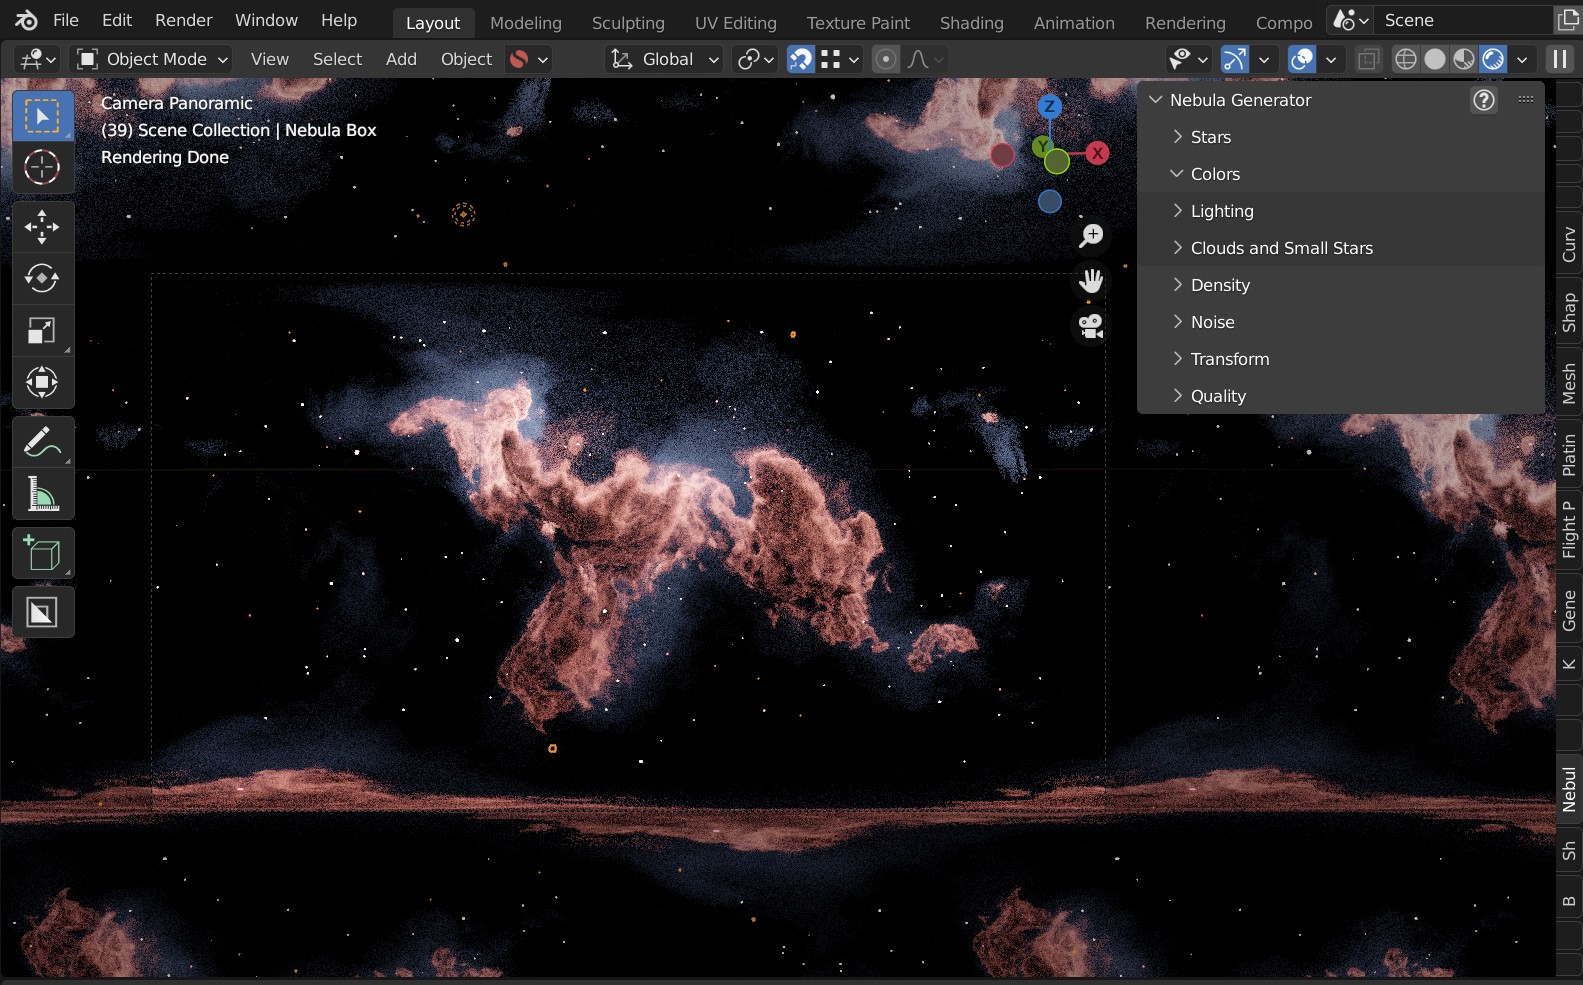 File Edit Render Window Help Layout Modeling Sculpting UV Editing Texture Paint Shading Animation Rendering Compo Scene
Object Mode View Select Add Object Global
Camera Panoramic
(39) Scene Collection | Nebula Box
Rendering Done
Z
Y
X
Nebula Generator
Stars
Colors
Lighting
Clouds and Small Stars
Density
Noise
Transform
Quality
Curv
Shap
Mesh
Platin
Flight P
Gene
K
Nebul
Sh
B